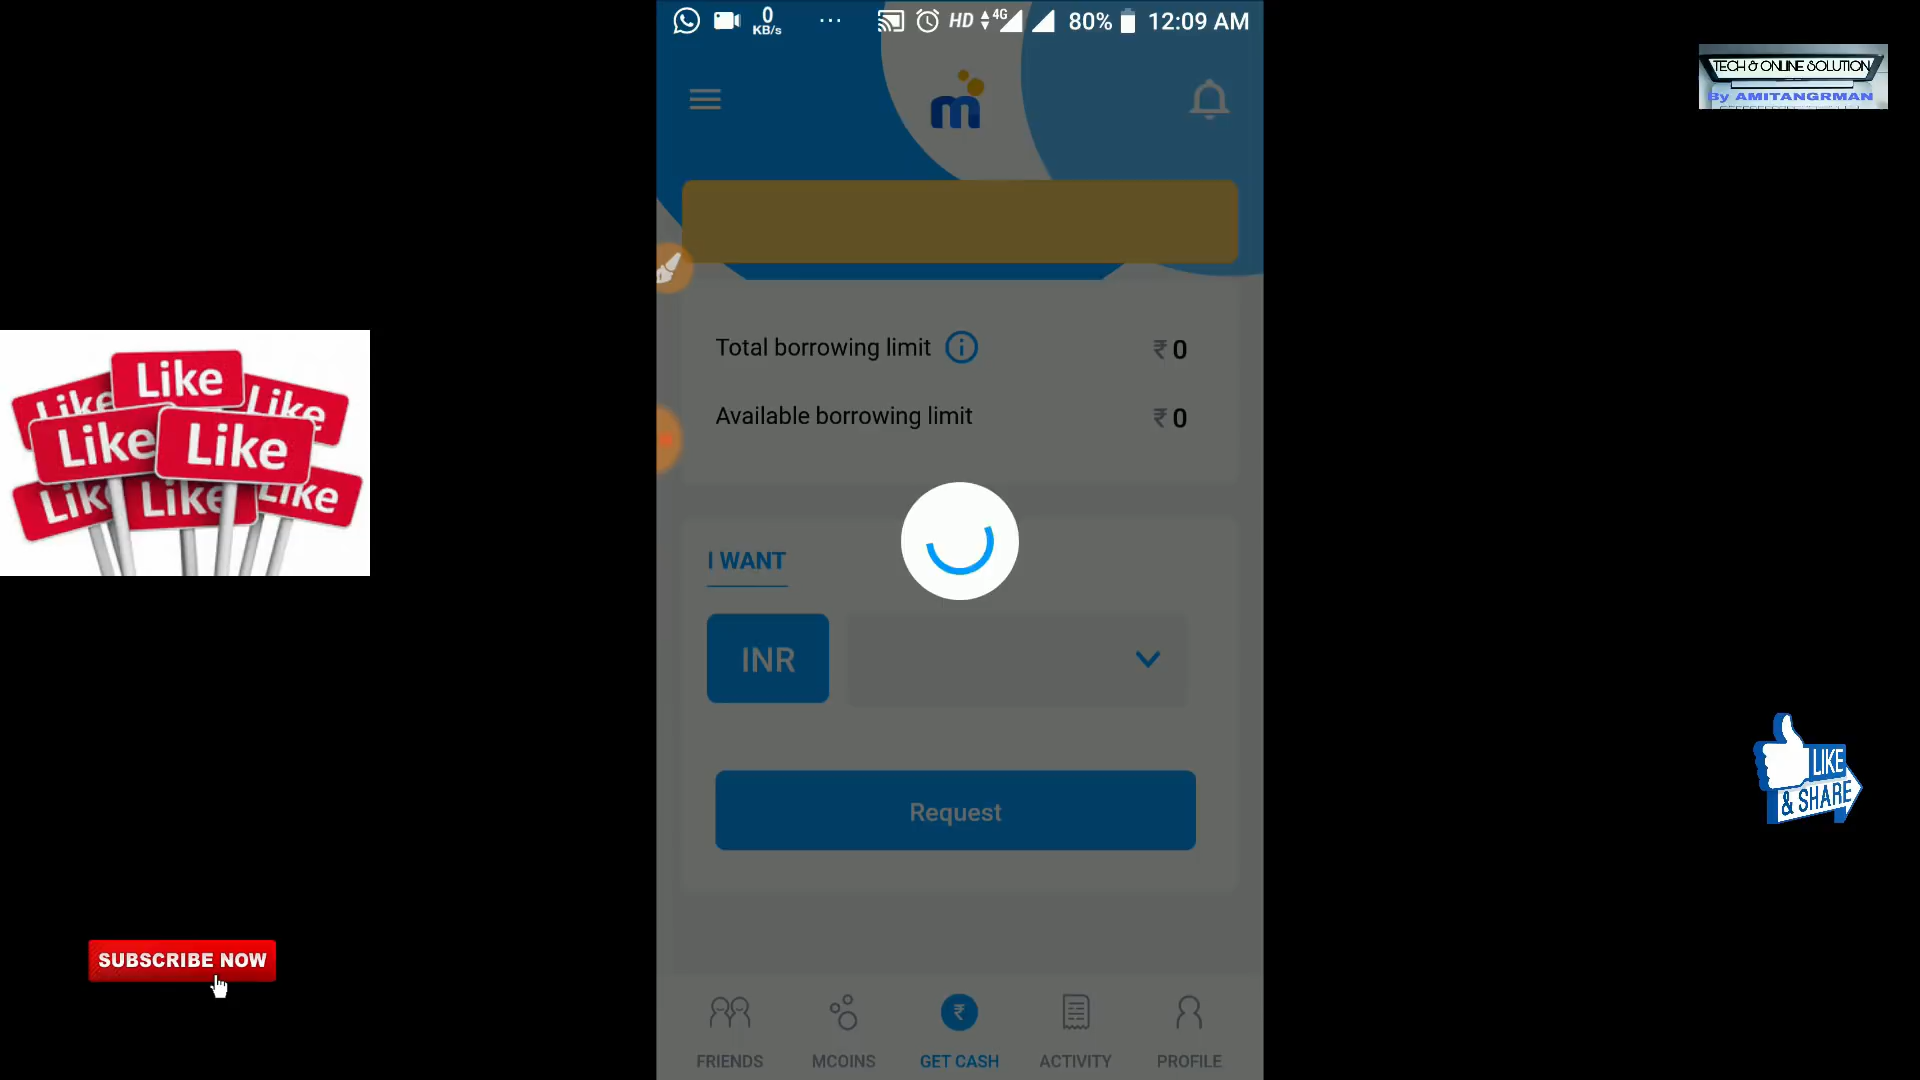 0
KB/s
...
HD
4G
80%
12:09 AM
m
TECH & ONLINE SOLUTION
By AMITANGRMAN
Total borrowing limit
₹ 0
Available borrowing limit
₹ 0
Like
Like
Like
Like
Like
Like
Like
Like
I WANT
INR
Request
LIKE
& SHARE
SUBSCRIBE NOW
FRIENDS
MCOINS
GET CASH
ACTIVITY
PROFILE